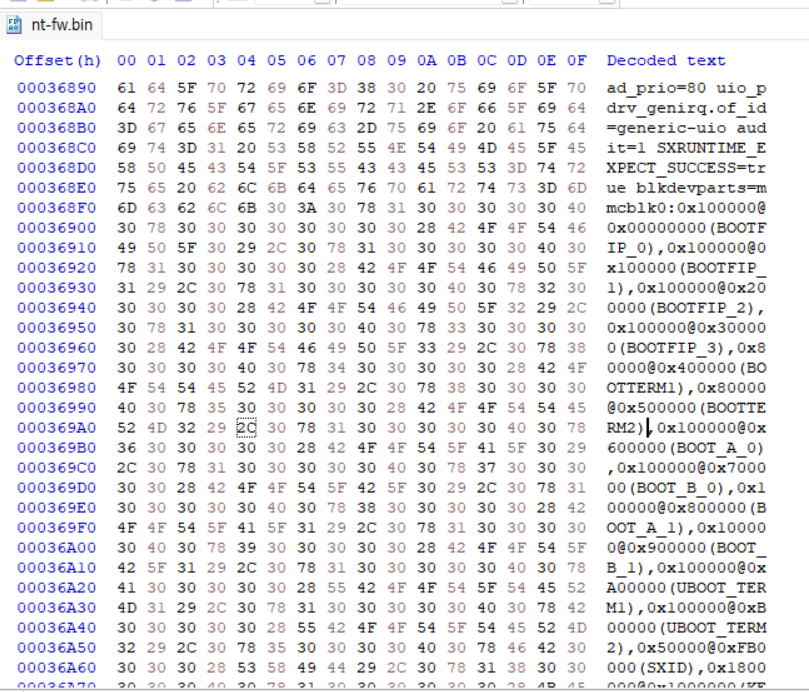 nt-fw.bin
Offset(h) 00 01 02 03 04 05 06 07 08 09 0A 0B 0C 0D 0E 0F Decoded text
00036890 61 64 5F 70 72 69 6F 3D 38 30 20 75 69 6F 5F 70 ad_prio=80 uio_p
000368A0 64 72 76 5F 67 65 6E 69 72 71 2E 6F 66 5F 69 64 drv_genirq.of_id
000368B0 3D 67 65 6E 65 72 69 63 2D 75 69 6F 20 61 75 64 =generic-uio aud
000368C0 69 74 3D 31 20 53 58 52 55 4E 54 49 4D 45 5F 45 it=1 SXRUNTIME_E
000368D0 58 50 45 43 54 5F 53 55 43 43 45 53 53 3D 74 72 XPECT_SUCCESS=tr
000368E0 75 65 20 62 6C 6B 64 65 76 70 61 72 74 73 3D 6D ue blkdevparts=m
000368F0 6D 63 62 6C 6B 30 3A 30 78 31 30 30 30 30 30 40 mcblk0:0x100000@
00036900 30 78 30 30 30 30 30 30 30 30 28 42 4F 4F 54 46 0x00000000(BOOTF
00036910 49 50 5F 30 29 2C 30 78 31 30 30 30 30 30 40 30 IP_0),0x100000@0
00036920 78 31 30 30 30 30 30 28 42 4F 4F 54 46 49 50 5F x100000(BOOTFIP_
00036930 31 29 2C 30 78 31 30 30 30 30 30 40 30 78 32 30 1),0x100000@0x20
00036940 30 30 30 30 28 42 4F 4F 54 46 49 50 5F 32 29 2C 0000(BOOTFIP_2),
00036950 30 78 31 30 30 30 30 30 40 30 78 33 30 30 30 30 0x100000@0x30000
00036960 30 28 42 4F 4F 54 46 49 50 5F 33 29 2C 30 78 38 0(BOOTFIP_3),0x8
00036970 30 30 30 30 40 30 78 34 30 30 30 30 30 28 42 4F 0000@0x400000(BO
00036980 4F 54 54 45 52 4D 31 29 2C 30 78 38 30 30 30 30 OTTERM1),0x80000
00036990 40 30 78 35 30 30 30 30 30 28 42 4F 4F 54 54 45 @0x500000(BOOTTE
000369A0 52 4D 32 29 2C 30 78 31 30 30 30 30 30 40 30 78 RM2),0x100000@0x
000369B0 36 30 30 30 30 30 28 42 4F 4F 54 5F 41 5F 30 29 600000(BOOT_A_0)
000369C0 2C 30 78 31 30 30 30 30 30 40 30 78 37 30 30 30 ,0x100000@0x7000
000369D0 30 30 28 42 4F 4F 54 5F 42 5F 30 29 2C 30 78 31 00(BOOT_B_0),0x1
000369E0 30 30 30 30 30 40 30 78 38 30 30 30 30 30 28 42 00000@0x800000(B
000369F0 4F 4F 54 5F 41 5F 31 29 2C 30 78 31 30 30 30 30 OOT_A_1),0x10000
00036A00 30 40 30 78 39 30 30 30 30 30 28 42 4F 4F 54 5F 0@0x900000(BOOT_
00036A10 42 5F 31 29 2C 30 78 31 30 30 30 30 30 40 30 78 B_1),0x100000@0x
00036A20 41 30 30 30 30 30 28 55 42 4F 4F 54 5F 54 45 52 A00000(UBOOT_TER
00036A30 4D 31 29 2C 30 78 31 30 30 30 30 30 40 30 78 42 M1),0x100000@0xB
00036A40 30 30 30 30 30 28 55 42 4F 4F 54 5F 54 45 52 4D 00000(UBOOT_TERM
00036A50 32 29 2C 30 78 35 30 30 30 30 40 30 78 46 42 30 2),0x50000@0xFB0
00036A60 30 30 30 28 53 58 49 44 29 2C 30 78 31 38 30 30 000(SXID),0x1800